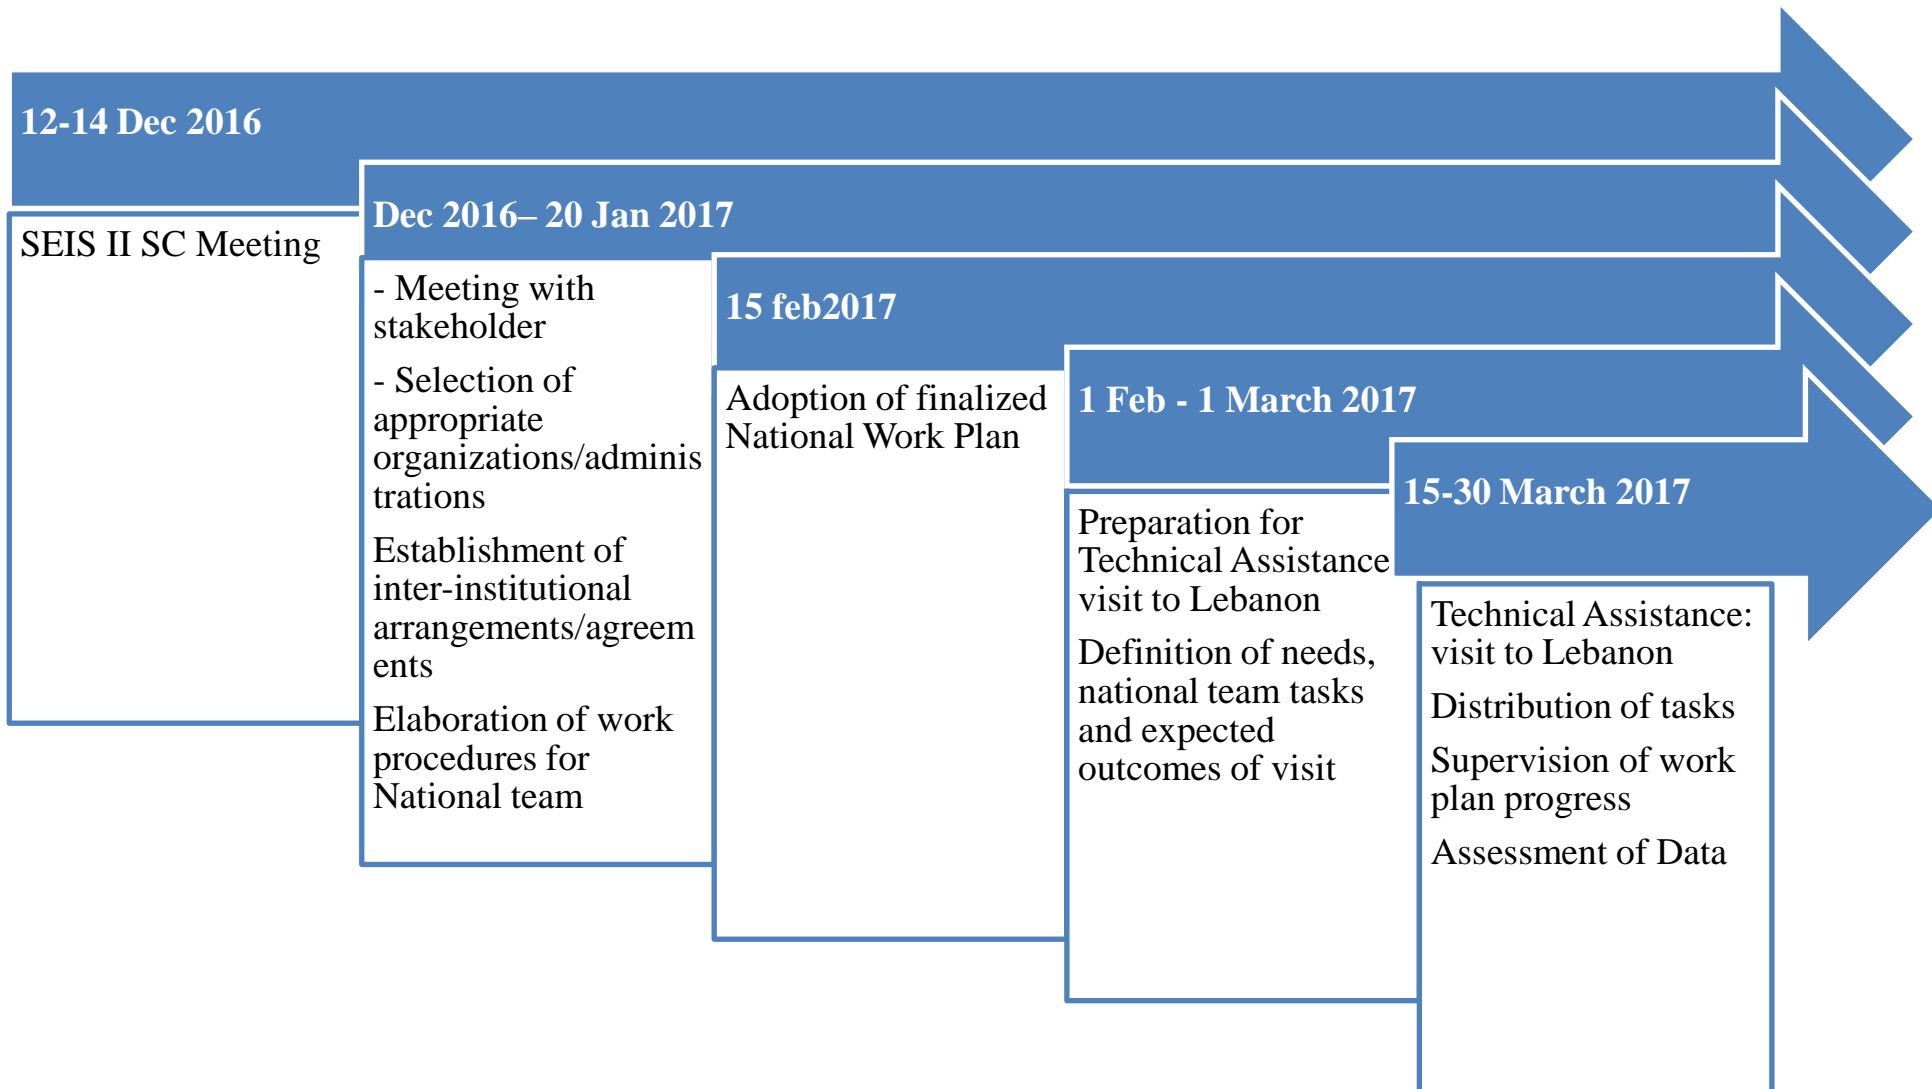 12-14 Dec 2016
SEIS II SC Meeting
Dec 2016– 20 Jan 2017
- Meeting with
stakeholder
- Selection of
appropriate
organizations/adminis
trations
Establishment of
inter-institutional
arrangements/agreem
ents
Elaboration of work
procedures for
National team
15 feb2017
Adoption of finalized
National Work Plan
1 Feb - 1 March 2017
Preparation for
Technical Assistance
visit to Lebanon
Definition of needs,
national team tasks
and expected
outcomes of visit
15-30 March 2017
Technical Assistance:
visit to Lebanon
Distribution of tasks
Supervision of work
plan progress
Assessment of Data